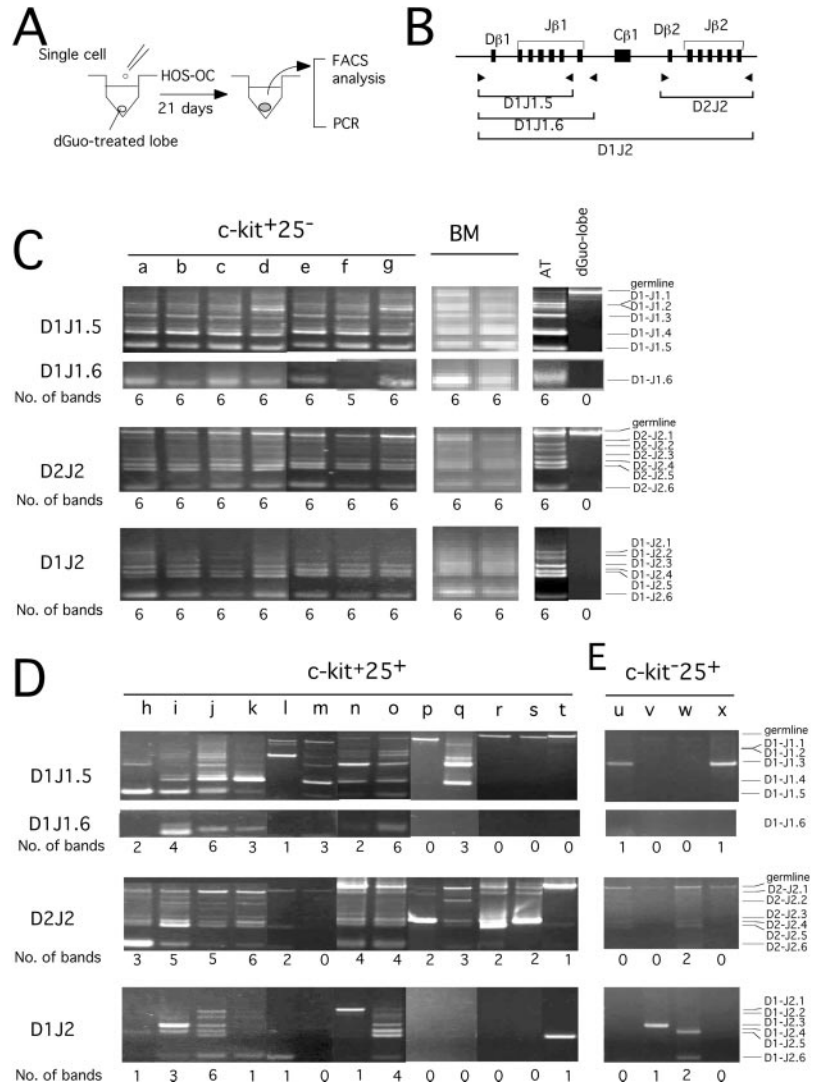 A
Single cell
HOS-OC
21 days
dGuo-treated lobe
FACS
analysis
PCR
B
Dβ1 Jβ1 Cβ1 Dβ2 Jβ2
D1J1.5
D1J1.6
D2J2
D1J2
C
c-kit+25- BM AT dGuo-lobe
a b c d e f g
D1J1.5
germline
D1-J1.1
D1-J1.2
D1-J1.3
D1-J1.4
D1-J1.5
D1J1.6
D1-J1.6
No. of bands 6 6 6 6 6 5 6 6 6 6 0
D2J2
germline
D2-J2.1
D2-J2.2
D2-J2.3
D2-J2.4
D2-J2.5
D2-J2.6
No. of bands 6 6 6 6 6 6 6 6 6 6 0
D1J2
D1-J2.1
D1-J2.2
D1-J2.3
D1-J2.4
D1-J2.5
D1-J2.6
No. of bands 6 6 6 6 6 6 6 6 6 6 0
D
c-kit+25+
h i j k l m n o p q r s t
E
c-kit-25+
u v w x
D1J1.5
germline
D1-J1.1
D1-J1.2
D1-J1.3
D1-J1.4
D1-J1.5
D1J1.6
D1-J1.6
No. of bands 2 4 6 3 1 3 2 6 0 3 0 0 0 1 0 0 1
D2J2
germline
D2-J2.1
D2-J2.2
D2-J2.3
D2-J2.4
D2-J2.5
D2-J2.6
No. of bands 3 5 5 6 2 0 4 4 2 3 2 2 1 0 0 2 0
D1J2
D1-J2.1
D1-J2.2
D1-J2.3
D1-J2.4
D1-J2.5
D1-J2.6
No. of bands 1 3 6 1 1 0 1 4 0 0 0 0 1 0 1 2 0